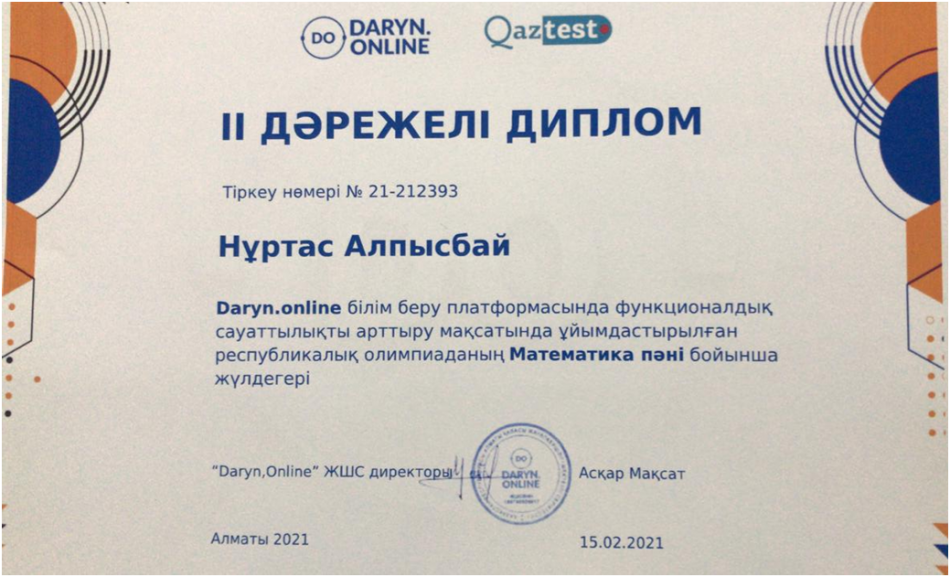 DO DARYN.
ONLINE
Qaztest
II ДӘРЕЖЕЛІ ДИПЛОМ
Тіркеу нөмері № 21-212393
Нұртас Алпысбай
Daryn.online білім беру платформасында функционалдық
сауаттылықты арттыру мақсатында ұйымдастырылған
республикалық олимпиаданың Математика пәні бойынша
жүлдегері
"Daryn,Online" ЖШС директоры
DO
DARYN.
ONLINE
Асқар Мақсат
Алматы 2021
15.02.2021